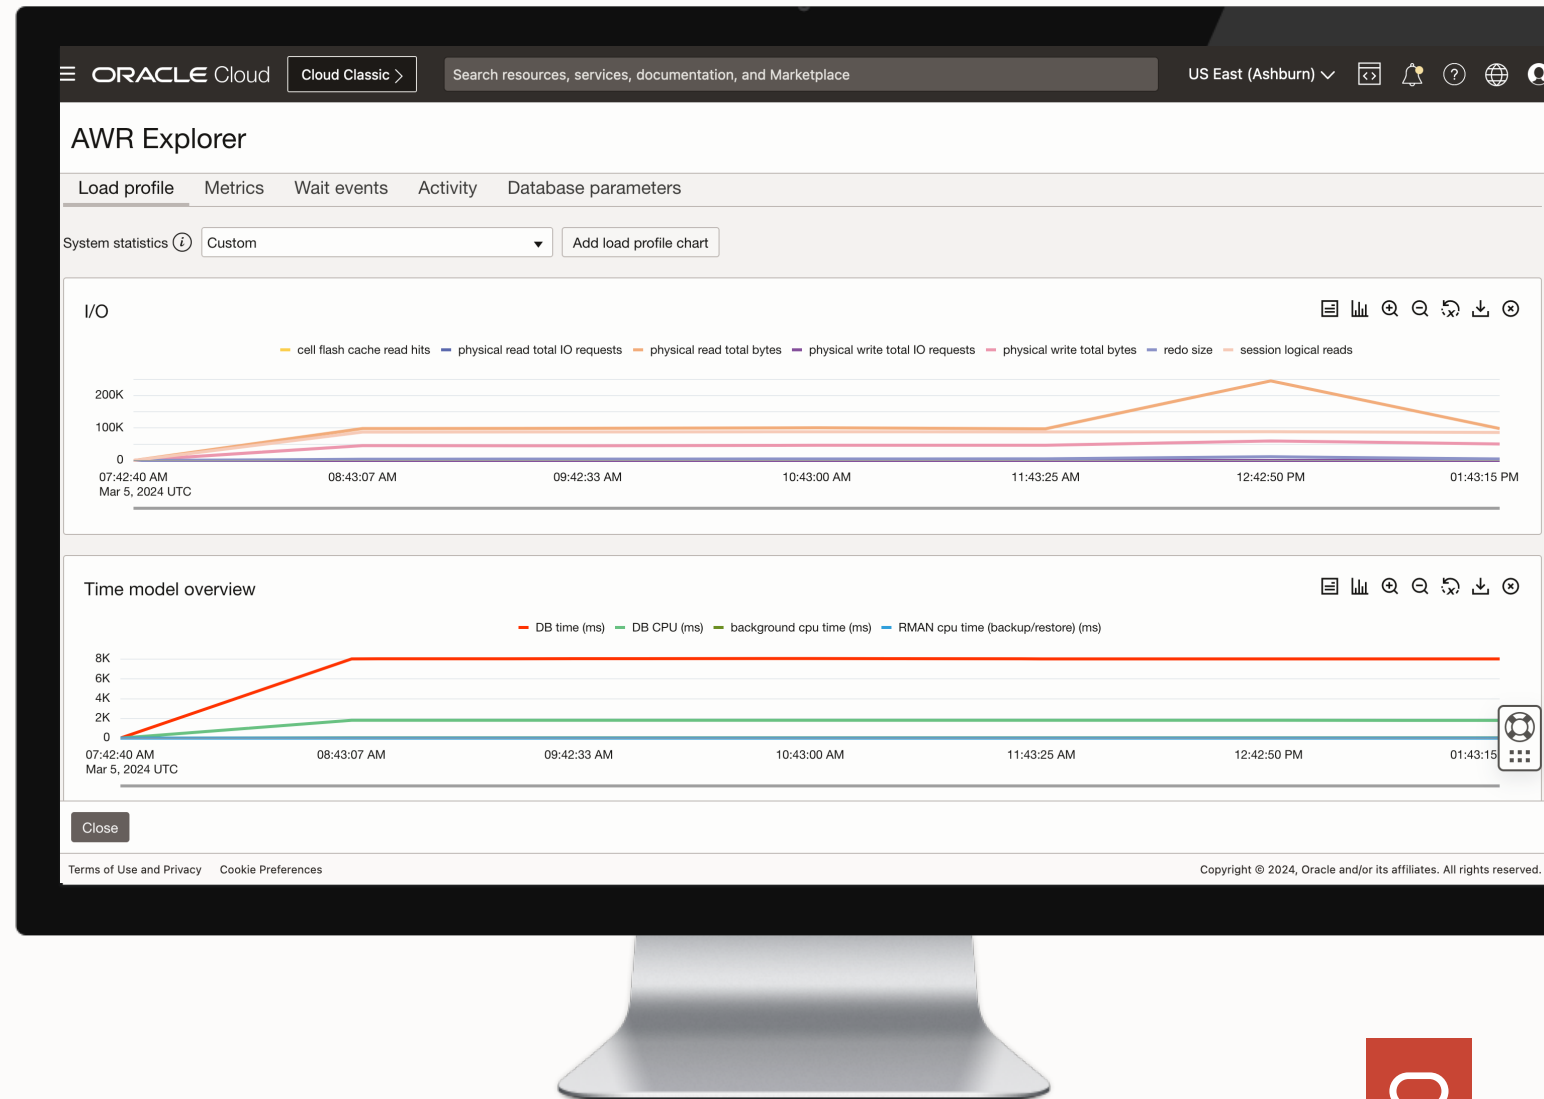 ORACLE Cloud
Cloud Classic
Search resources, services, documentation, and Marketplace
US East (Ashburn)
AWR Explorer
Load profile Metrics Wait events Activity Database parameters
System statistics i Custom Add load profile chart
I/O
cell flash cache read hits physical read total IO requests physical read total bytes physical write total IO requests physical write total bytes redo size session logical reads
200K
100K
0
07:42:40 AM 08:43:07 AM 09:42:33 AM 10:43:00 AM 11:43:25 AM 12:42:50 PM 01:43:15 PM
Mar 5, 2024 UTC
Time model overview
DB time (ms) DB CPU (ms) background cpu time (ms) RMAN cpu time (backup/restore) (ms)
8K
6K
4K
2K
0
07:42:40 AM 08:43:07 AM 09:42:33 AM 10:43:00 AM 11:43:25 AM 12:42:50 PM 01:43:15
Mar 5, 2024 UTC
Close
Terms of Use and Privacy Cookie Preferences Copyright © 2024, Oracle and/or its affiliates. All rights reserved.